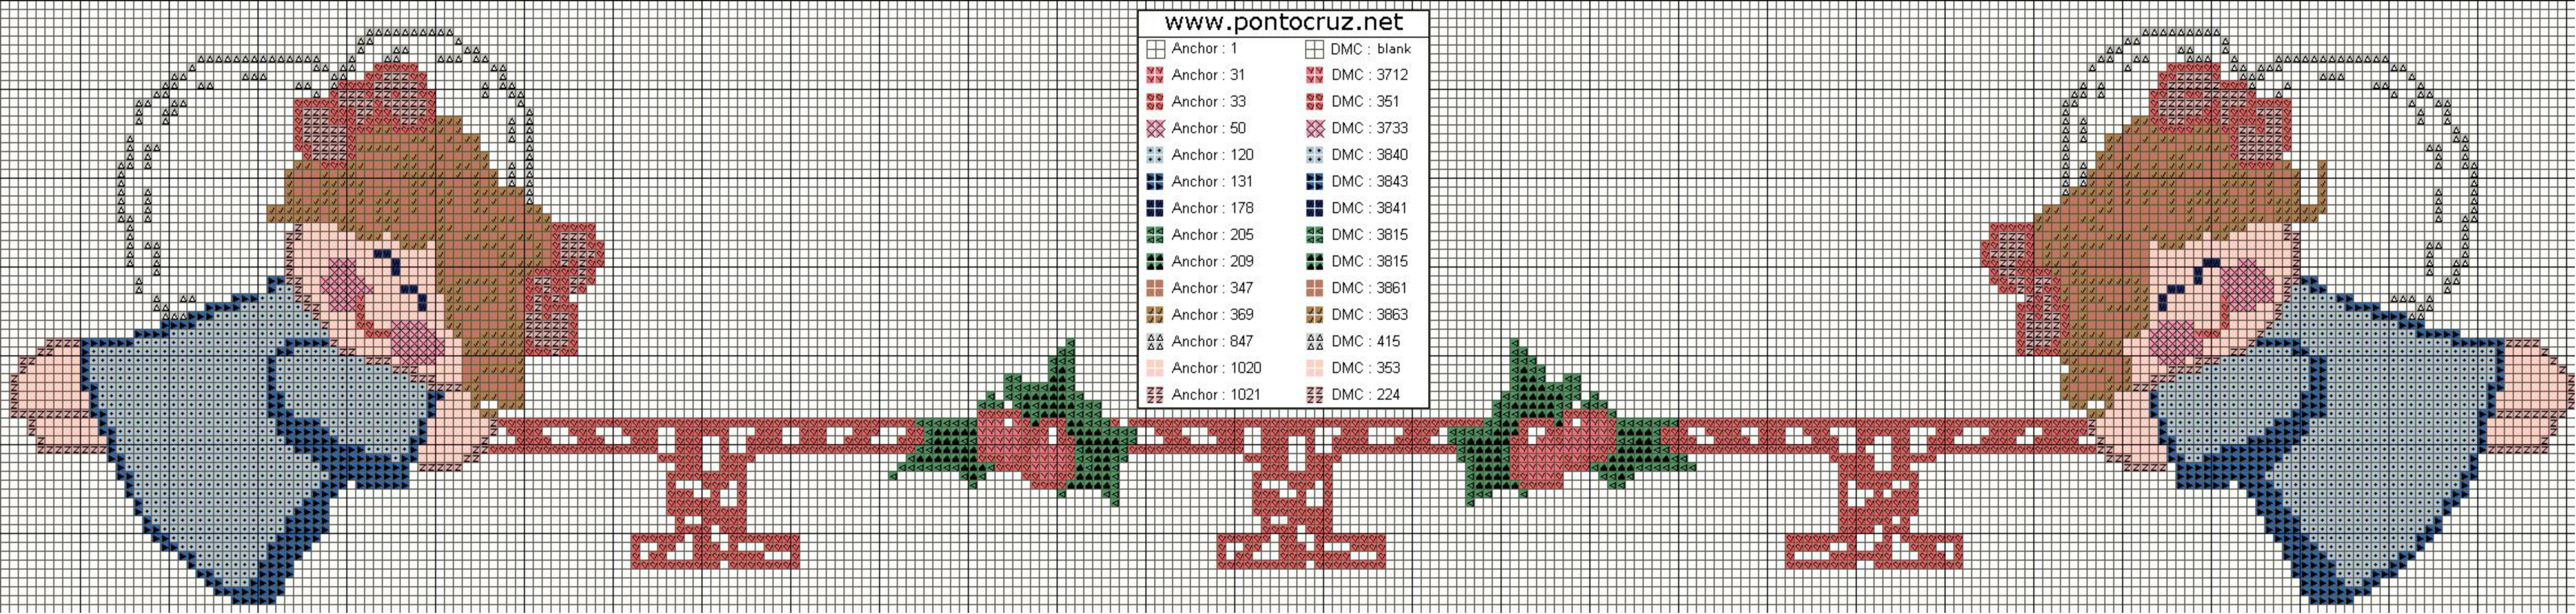 www.pontocruz.net
Anchor : 1 DMC : blank
Anchor : 31 DMC : 3712
Anchor : 33 DMC : 351
Anchor : 50 DMC : 3733
Anchor : 120 DMC : 3840
Anchor : 131 DMC : 3843
Anchor : 178 DMC : 3841
Anchor : 205 DMC : 3815
Anchor : 209 DMC : 3815
Anchor : 347 DMC : 3861
Anchor : 369 DMC : 3863
Anchor : 847 DMC : 415
Anchor : 1020 DMC : 353
Anchor : 1021 DMC : 224